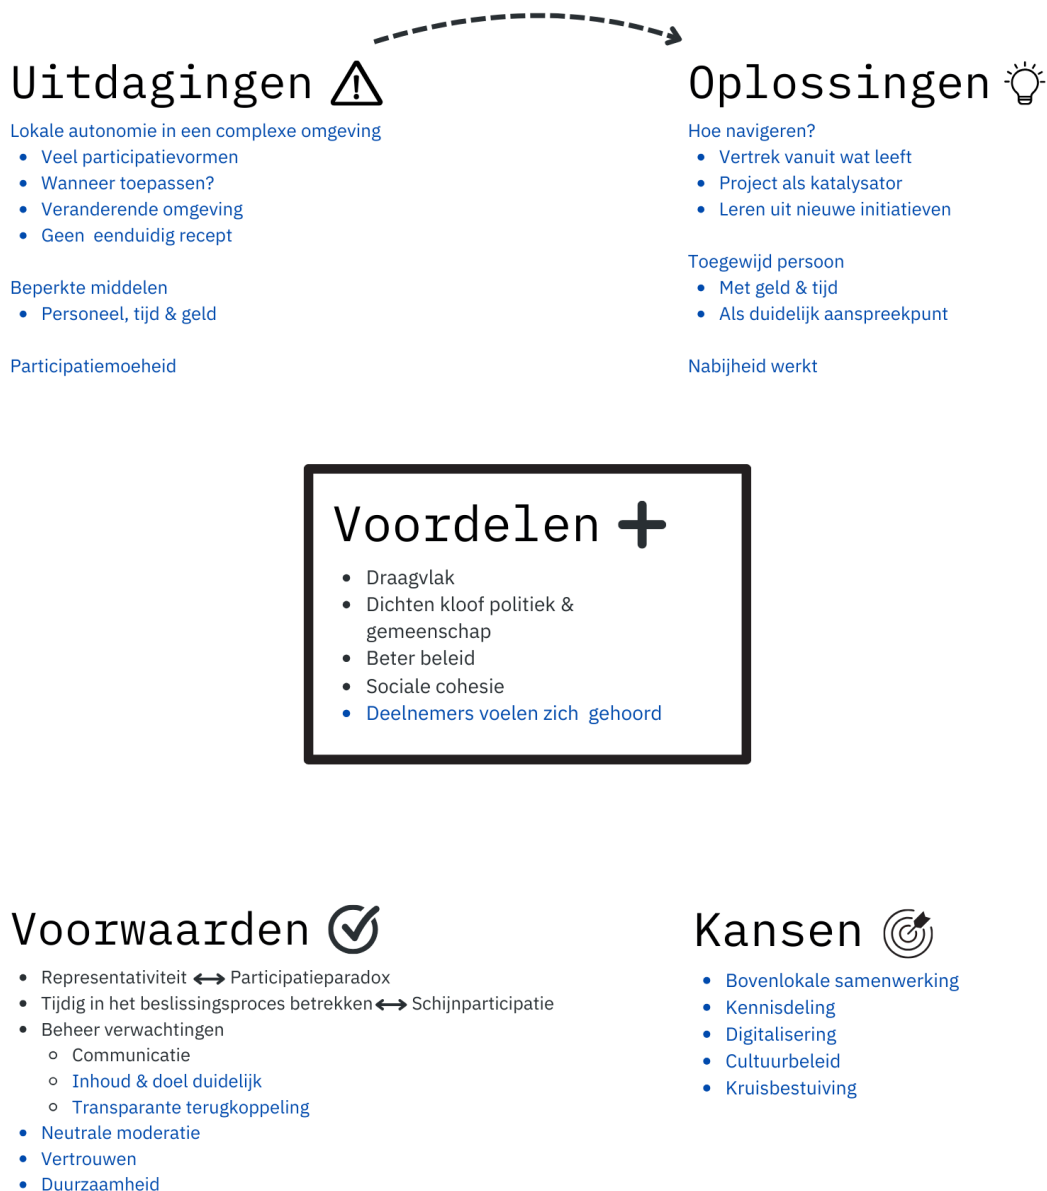 Uitdagingen
Lokale autonomie in een complexe omgeving
Veel participatievormen
Wanneer toepassen?
Veranderende omgeving
Geen eenduidig recept
Beperkte middelen
Personeel, tijd & geld
Participatiemoeheid
Oplossingen
Hoe navigeren?
Vertrek vanuit wat leeft
Project als katalysator
Leren uit nieuwe initiatieven
Toegewijd persoon
Met geld & tijd
Als duidelijk aanspreekpunt
Nabijheid werkt
Voordelen
Draagvlak
Dichten kloof politiek &
gemeenschap
Beter beleid
Sociale cohesie
Deelnemers voelen zich gehoord
Voorwaarden
Representativiteit ↔ Participatieparadox
Tijdig in het beslissingsproces betrekken ↔ Schijnparticipatie
Beheer verwachtingen
Communicatie
Inhoud & doel duidelijk
Transparante terugkoppeling
Neutrale moderatie
Vertrouwen
Duurzaamheid
Kansen
Bovenlokale samenwerking
Kennisdeling
Digitalisering
Cultuurbeleid
Kruisbestuiving